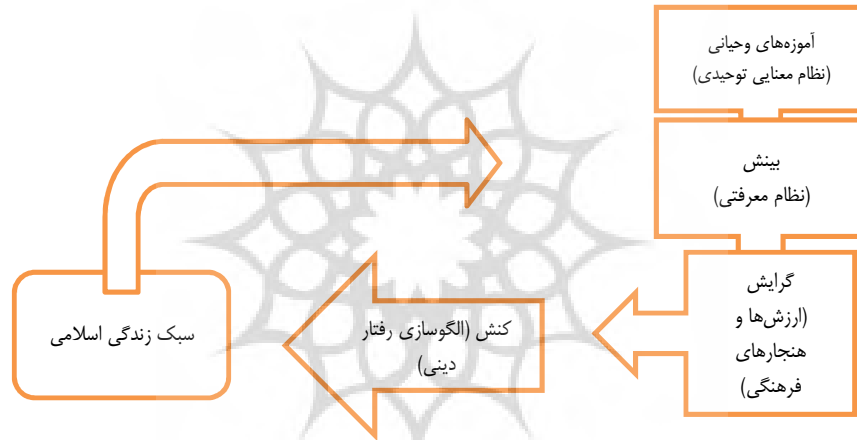 آموزه‌های وحیانی
(نظام معنایی توحیدی)
بینش
(نظام معرفتی)
گرایش
(ارزش‌ها و
هنجارهای
فرهنگی)
کنش (الگوسازی رفتار
دینی)
سبک زندگی اسلامی